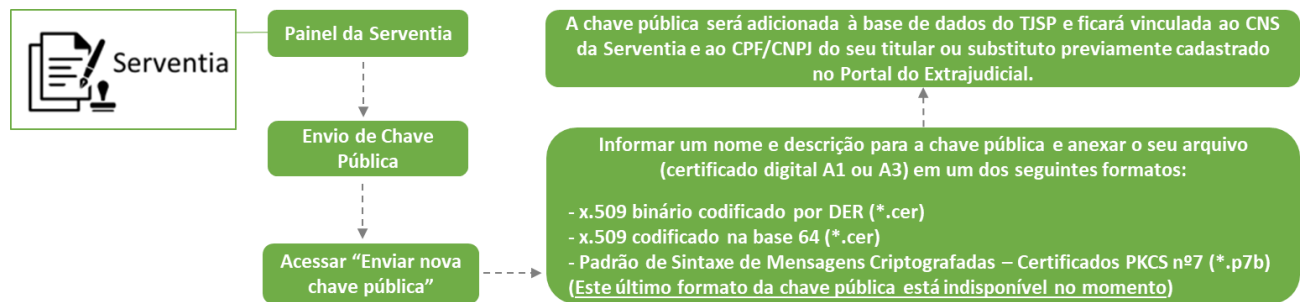 Serventia
Painel da Serventia
Envio de Chave
Pública
Acessar “Enviar nova
chave pública”
Informar um nome e descrição para a chave pública e anexar o seu arquivo
(certificado digital A1 ou A3) em um dos seguintes formatos:
- x.509 binário codificado por DER (*.cer)
- x.509 codificado na base 64 (*.cer)
- Padrão de Sintaxe de Mensagens Criptografadas – Certificados PKCS nº7 (*.p7b)
(Este último formato da chave pública está indisponível no momento)
A chave pública será adicionada à base de dados do TJSP e ficará vinculada ao CNS
da Serventia e ao CPF/CNPJ do seu titular ou substituto previamente cadastrado
no Portal do Extrajudicial.